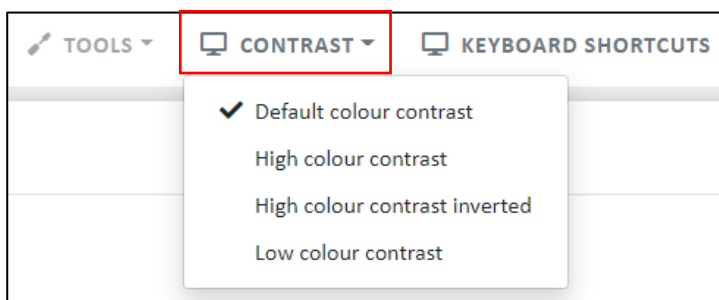 TOOLS CONTRAST KEYBOARD SHORTCUTS
Default colour contrast
High colour contrast
High colour contrast inverted
Low colour contrast